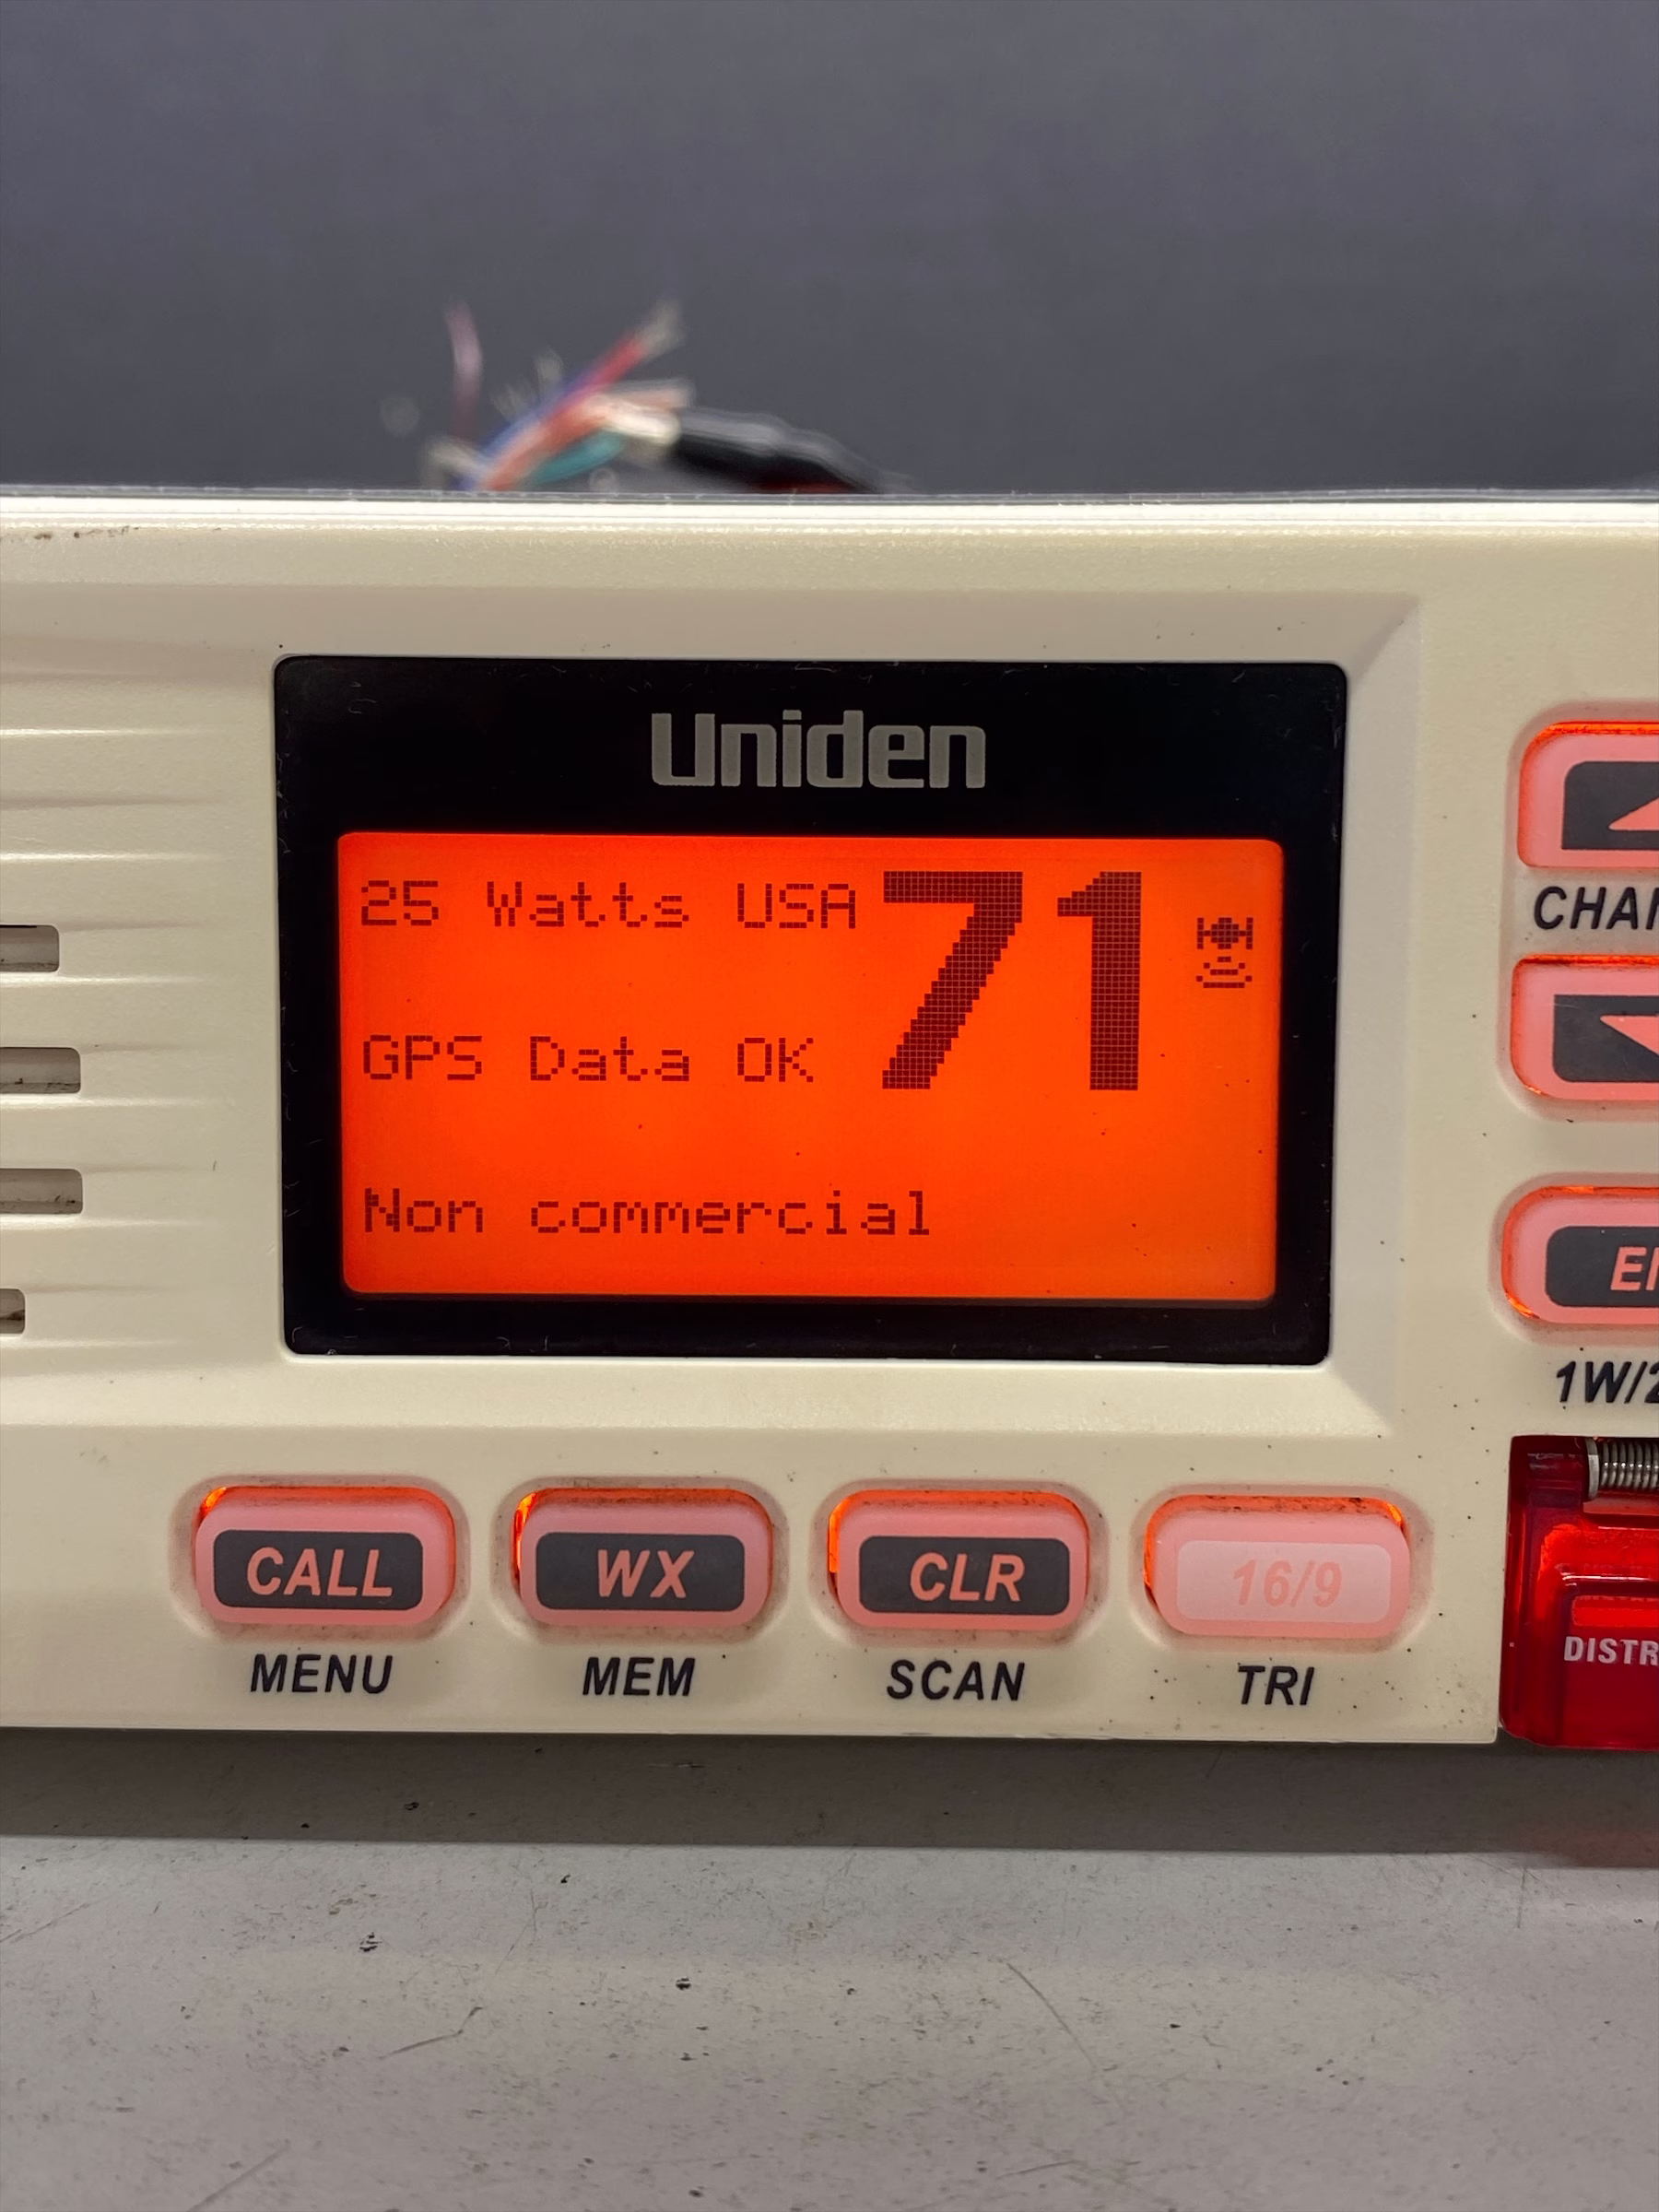 Uniden
25 Watts USA 71
GPS Data OK
Non commercial
CALL WX CLR 16/9
MENU MEM SCAN TRI